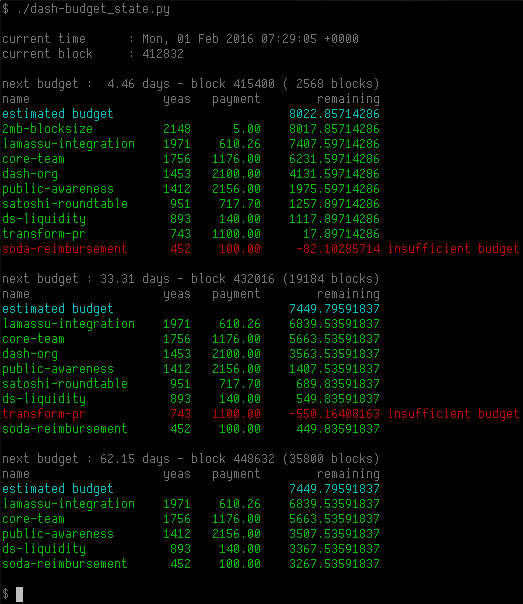 $ ./dash-budget_state.py
current time      : Mon, 01 Feb 2016 07:29:05 +0000
current block     : 412832
next budget :  4.46 days - block 415400 ( 2568 blocks)
name                  yeas   payment       remaining
estimated budget                       8022.85714286
2mb-blocksize         2148      5.00   8017.85714286
lamassu-integration   1971    610.26   7407.59714286
core-team             1756   1176.00   6231.59714286
dash-org              1453   2100.00   4131.59714286
public-awareness      1412   2156.00   1975.59714286
satoshi-roundtable     951    717.70   1257.89714286
ds-liquidity           893    140.00   1117.89714286
transform-pr           743   1100.00     17.89714286
soda-reimbursement     452    100.00    -82.10285714 insufficient budget
next budget : 33.31 days - block 432016 (19184 blocks)
name                  yeas   payment       remaining
estimated budget                       7449.79591837
lamassu-integration   1971    610.26   6839.53591837
core-team             1756   1176.00   5663.53591837
dash-org              1453   2100.00   3563.53591837
public-awareness      1412   2156.00   1407.53591837
satoshi-roundtable     951    717.70    689.83591837
ds-liquidity           893    140.00    549.83591837
transform-pr           743   1100.00   -550.16408163 insufficient budget
soda-reimbursement     452    100.00    449.83591837
next budget : 62.15 days - block 448632 (35800 blocks)
name                  yeas   payment       remaining
estimated budget                       7449.79591837
lamassu-integration   1971    610.26   6839.53591837
core-team             1756   1176.00   5663.53591837
public-awareness      1412   2156.00   3507.53591837
ds-liquidity           893    140.00   3367.53591837
soda-reimbursement     452    100.00   3267.53591837
$